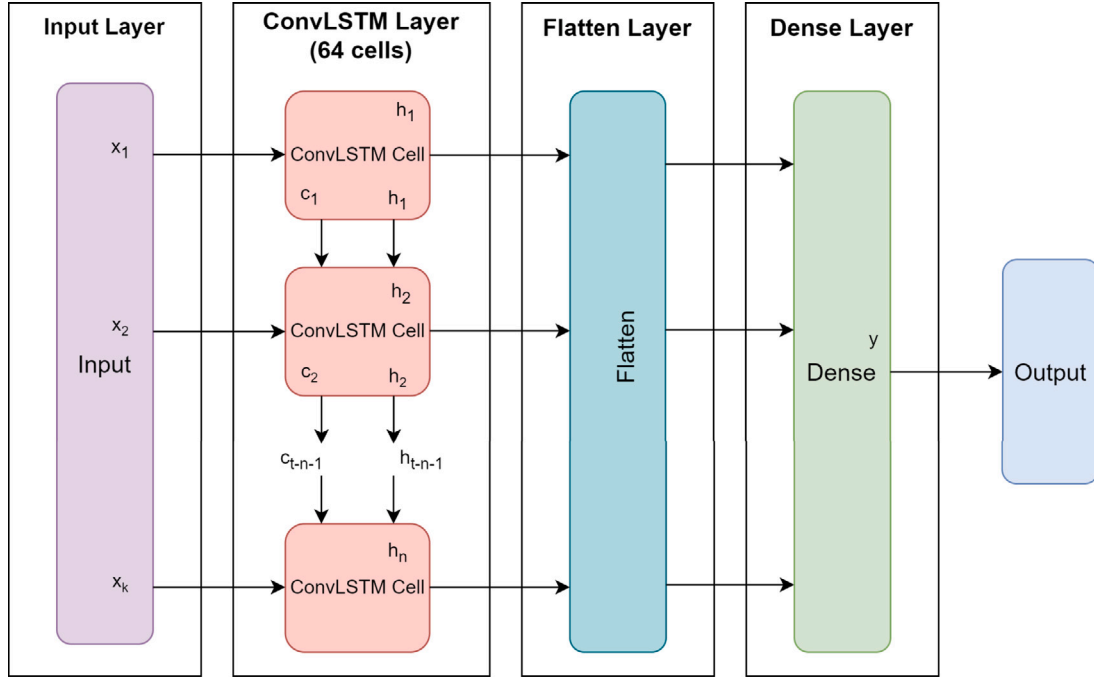 Input Layer
ConvLSTM Layer
(64 cells)
Flatten Layer
Dense Layer
x1
h1
ConvLSTM Cell
c1
h1
x2
Input
h2
ConvLSTM Cell
c2
h2
ct-n-1
ht-n-1
xk
hn
ConvLSTM Cell
Flatten
y
Dense
Output